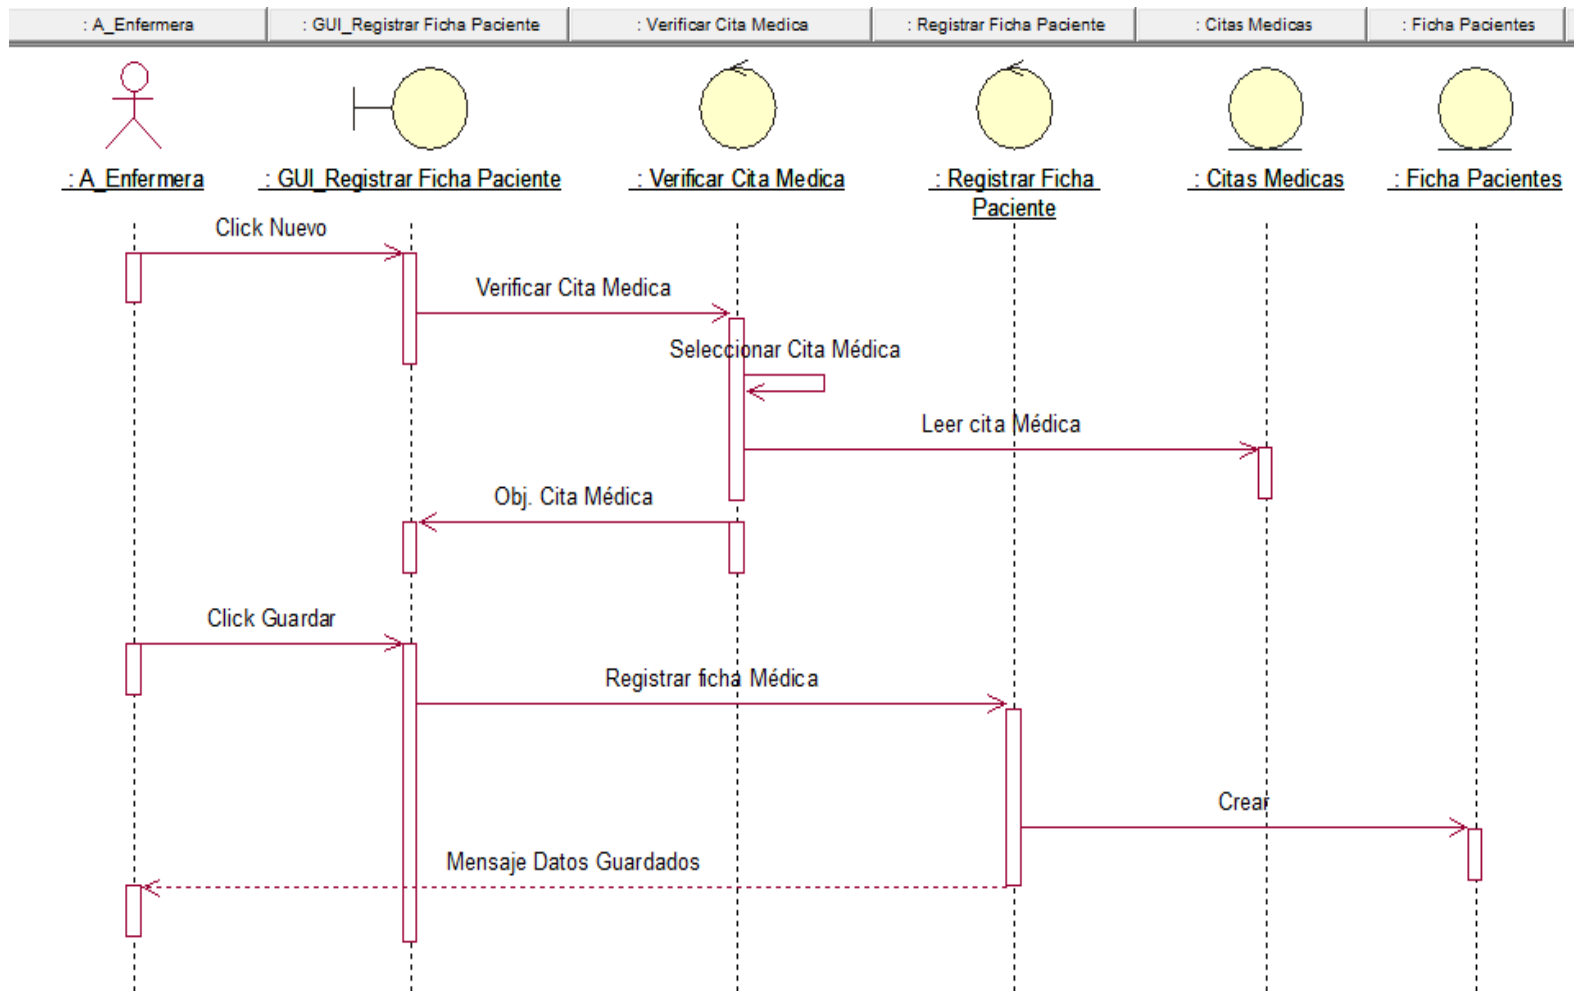 : A_Enfermera
: GUI_Registrar Ficha Paciente
: Verificar Cita Medica
: Registrar Ficha Paciente
: Citas Medicas
: Ficha Pacientes
: A_Enfermera
: GUI_Registrar Ficha Paciente
: Verificar Cita Medica
: Registrar Ficha
Paciente
: Citas Medicas
: Ficha Pacientes
Click Nuevo
Verificar Cita Medica
Seleccionar Cita Médica
Leer cita Médica
Obj. Cita Médica
Click Guardar
Registrar ficha Médica
Crear
Mensaje Datos Guardados